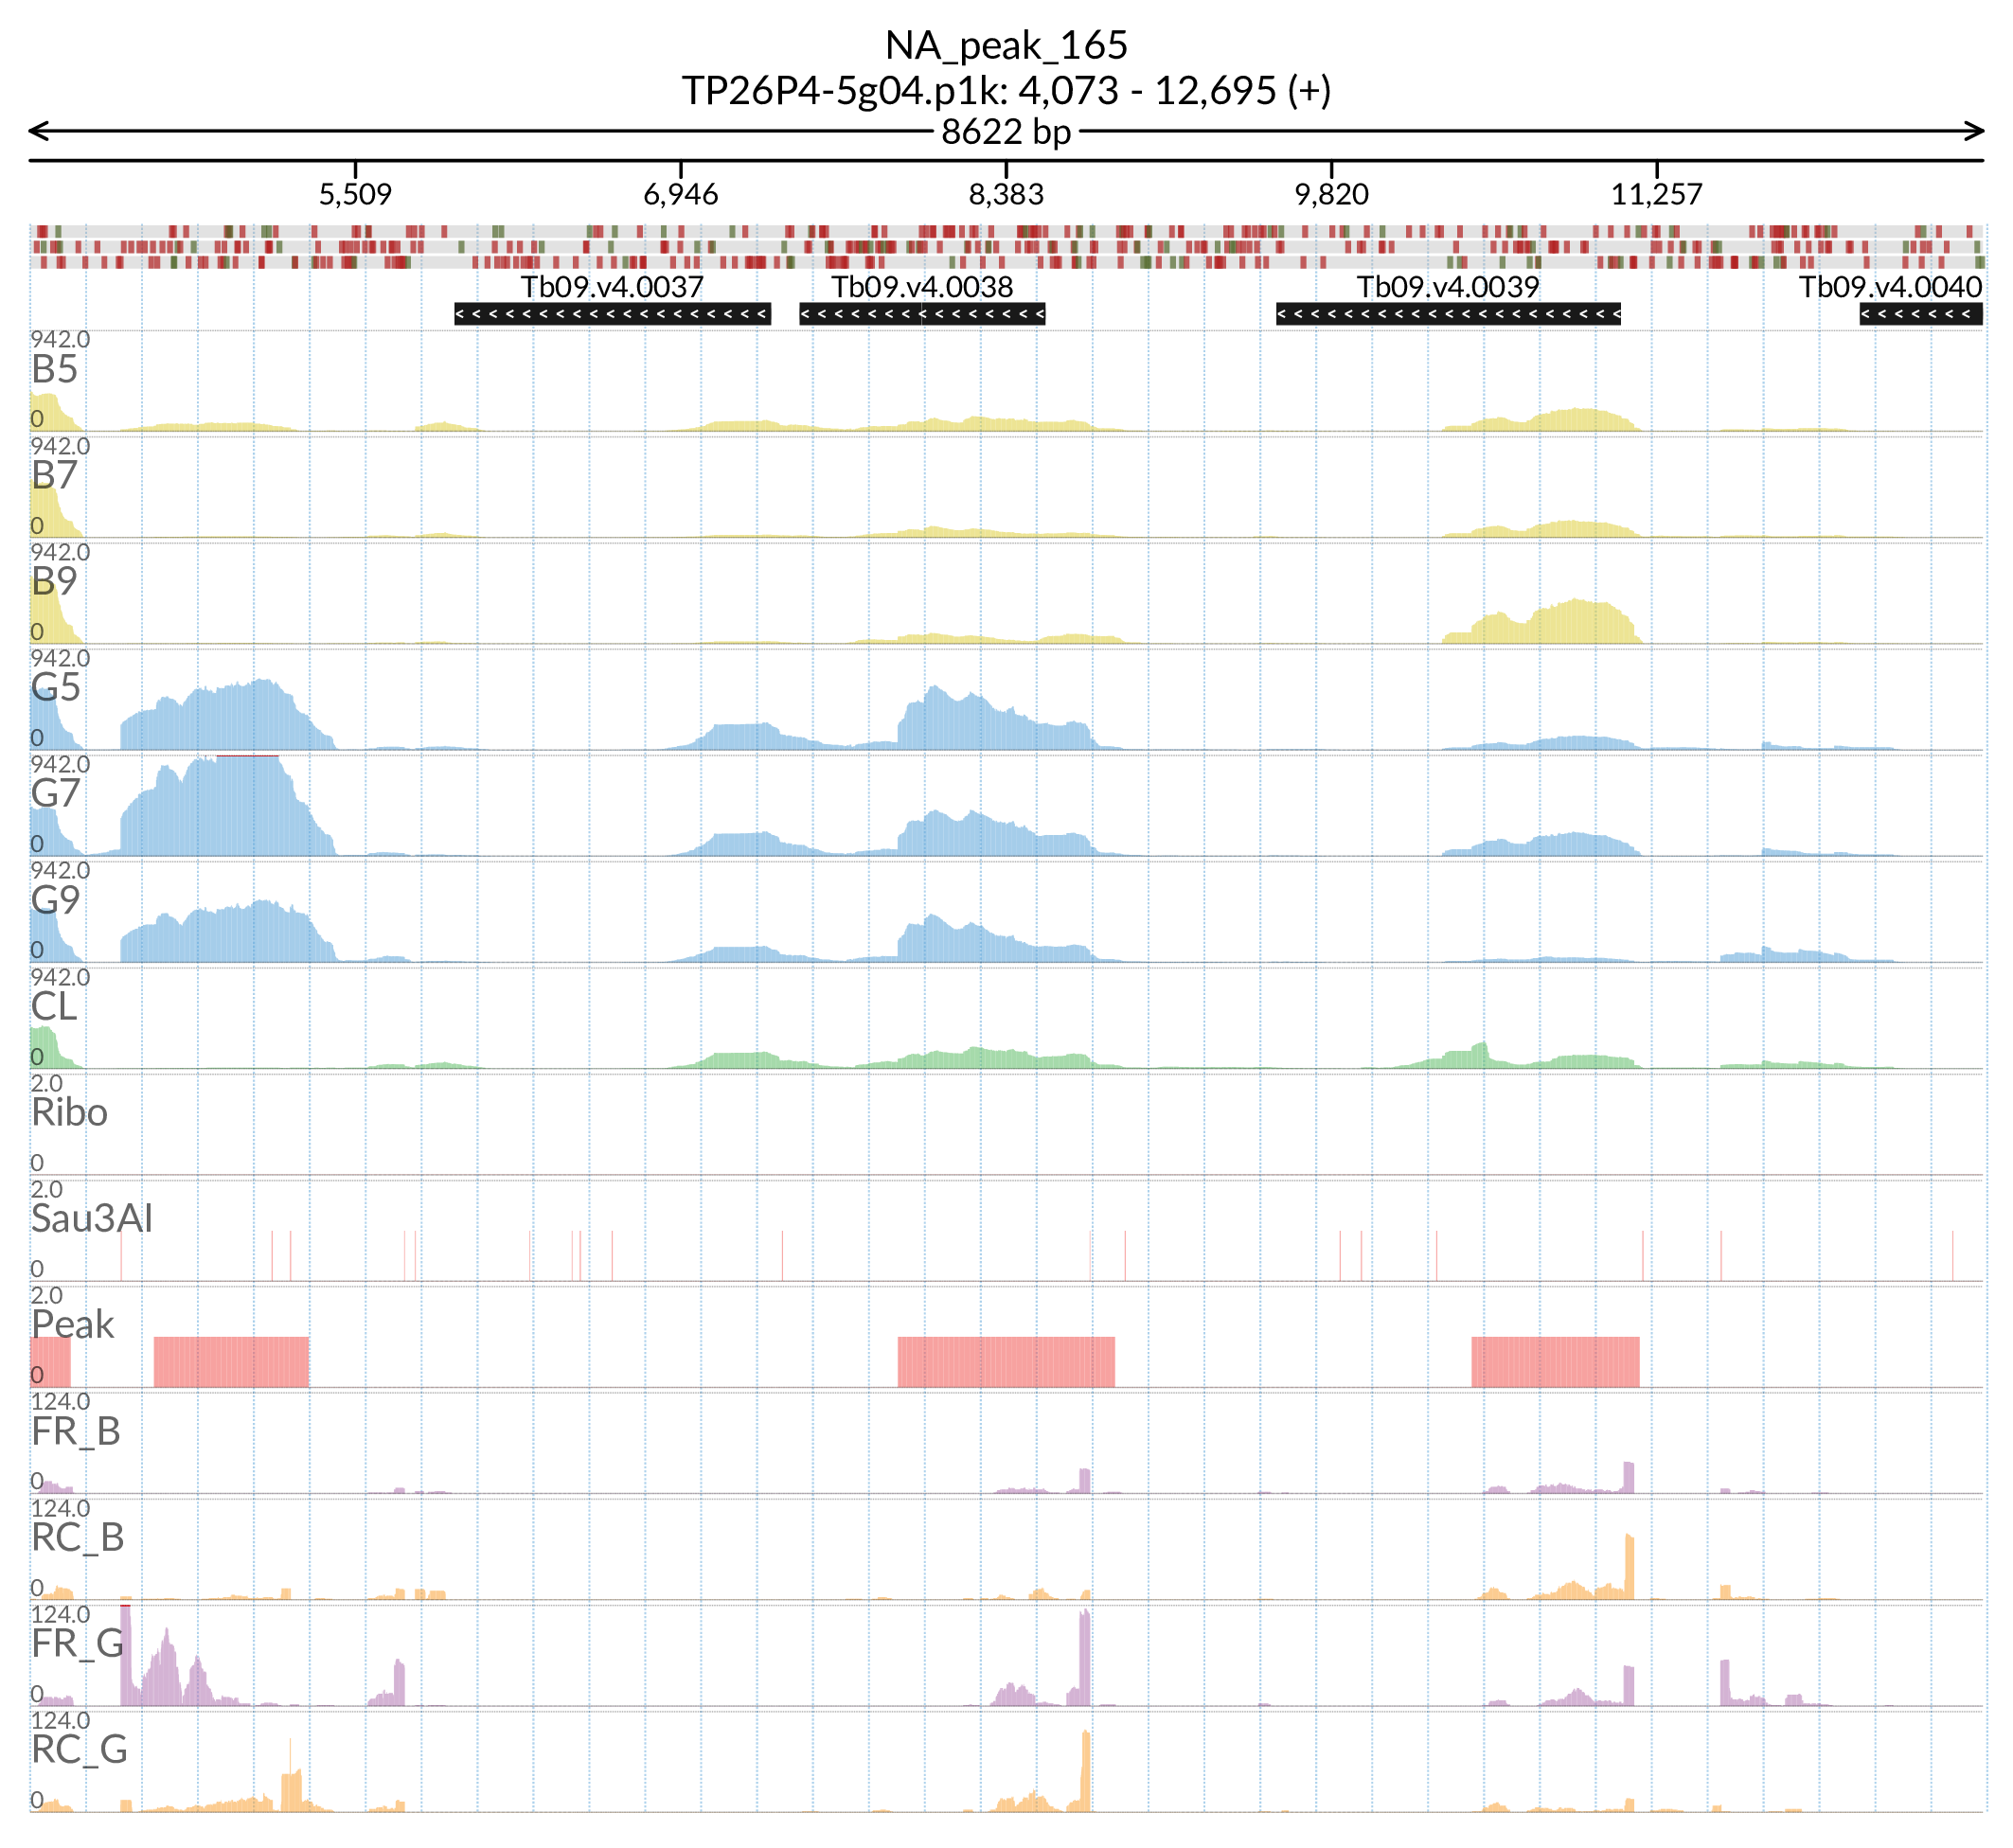 NA_peak_165
TP26P4-5g04.p1k: 4,073 - 12,695 (+)
8622 bp
5,509 6,946 8,383 9,820 11,257
Tb09.v4.0037 Tb09.v4.0038 Tb09.v4.0039 Tb09.v4.0040
942.0
B5
0
942.0
B7
0
942.0
B9
0
942.0
G5
0
942.0
G7
0
942.0
G9
0
942.0
CL
0
2.0
Ribo
0
2.0
Sau3AI
0
2.0
Peak
0
124.0
FR_B
0
124.0
RC_B
0
124.0
FR_G
0
124.0
RC_G
0